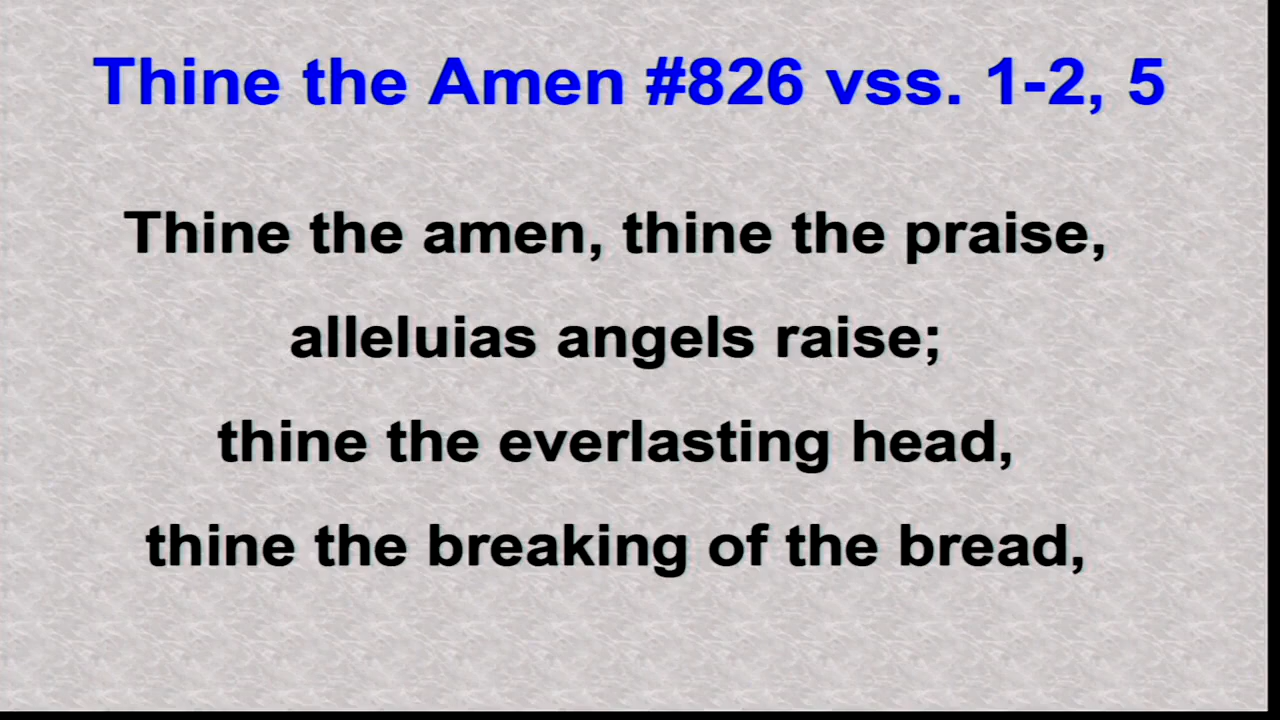 Thine the Amen #826 vss. 1-2, 5
Thine the amen, thine the praise,
alleluias angels raise;
thine the everlasting head,
thine the breaking of the bread,